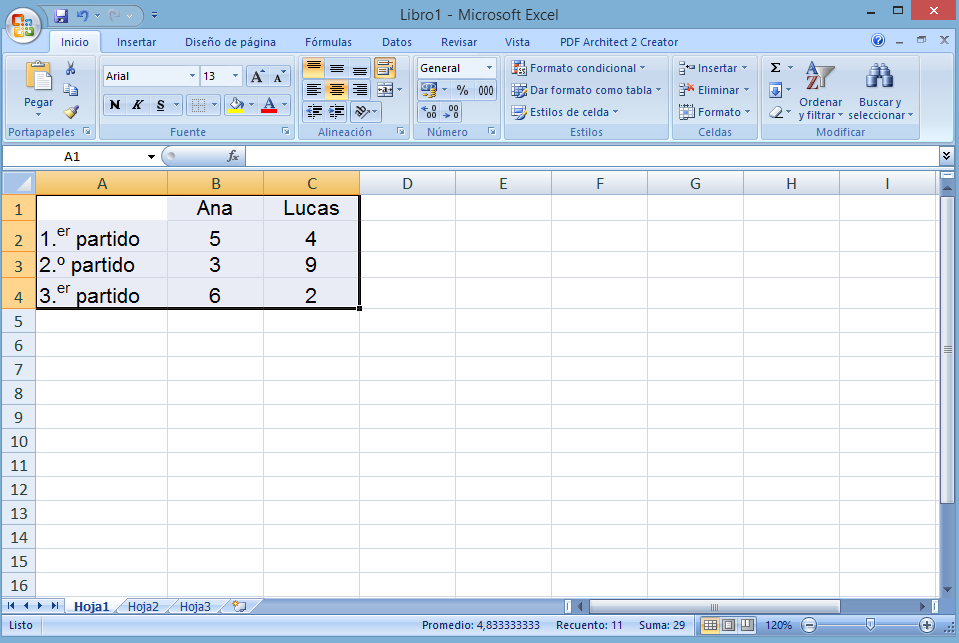 Libro1 - Microsoft Excel
Inicio Insertar Diseño de página Fórmulas Datos Revisar Vista PDF Architect 2 Creator
Pegar
Portapapeles
Arial 13 A A
N K S A
Fuente
Alineación
General
% 000
Número
Formato condicional
Dar formato como tabla
Estilos de celda
Estilos
Insertar
Eliminar
Formato
Celdas
Σ
Ordenar y filtrar
Buscar y seleccionar
Modificar
A1 fx
A B C D E F G H I
1 Ana Lucas
2 1.er partido 5 4
3 2.º partido 3 9
4 3.er partido 6 2
5
6
7
8
9
10
11
12
13
14
15
16
Hoja1 Hoja2 Hoja3
Listo Promedio: 4,833333333 Recuento: 11 Suma: 29 120%